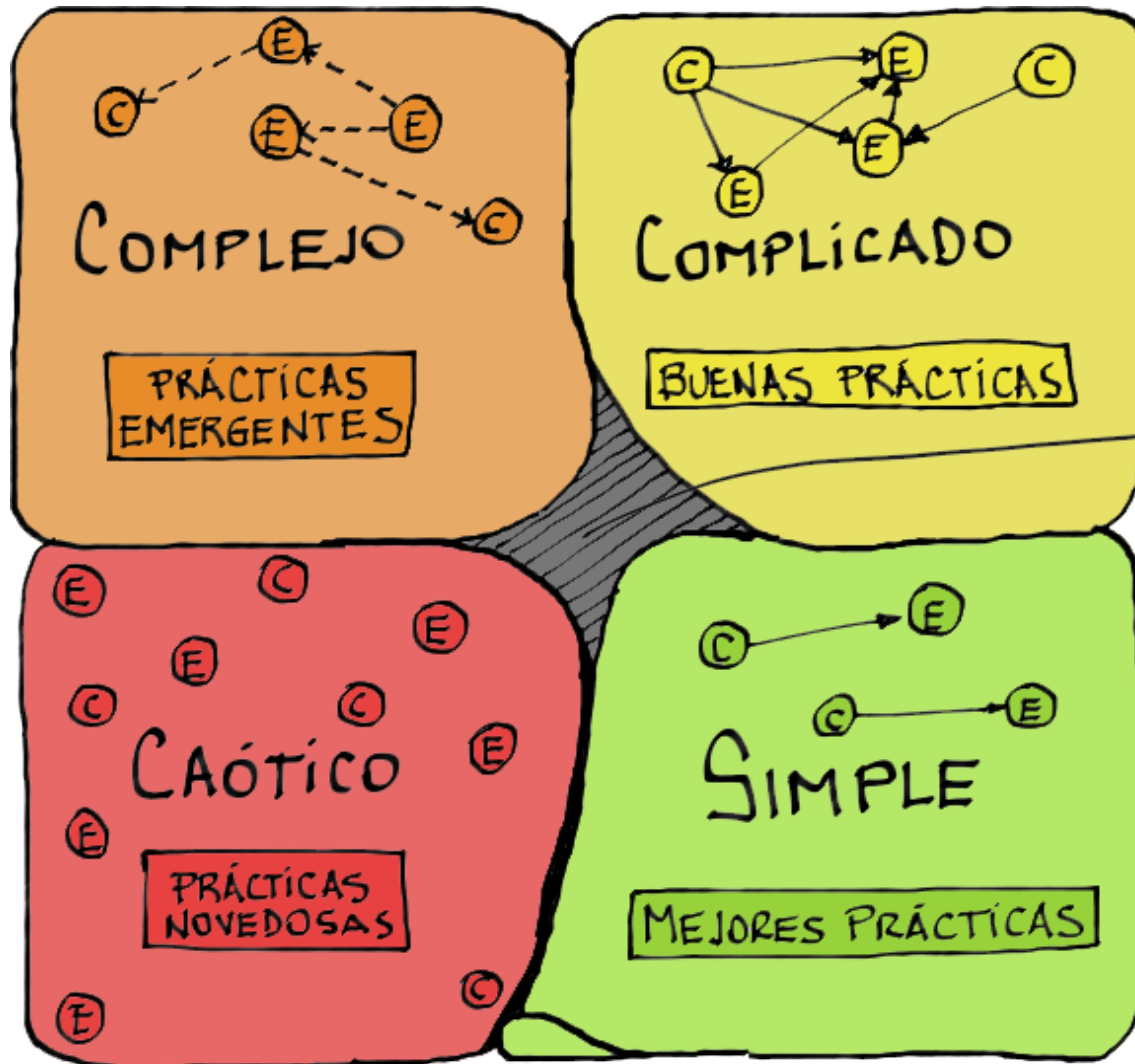 E
C
E
E
C
COMPLEJO
PRÁCTICAS
EMERGENTES
C
E
C
E
E
COMPLICADO
BUENAS PRÁCTICAS
E
C
E
E
C
C
E
CAÓTICO
E
PRÁCTICAS
NOVEDOSAS
C
E
C
E
C
E
SIMPLE
MEJORES PRÁCTICAS